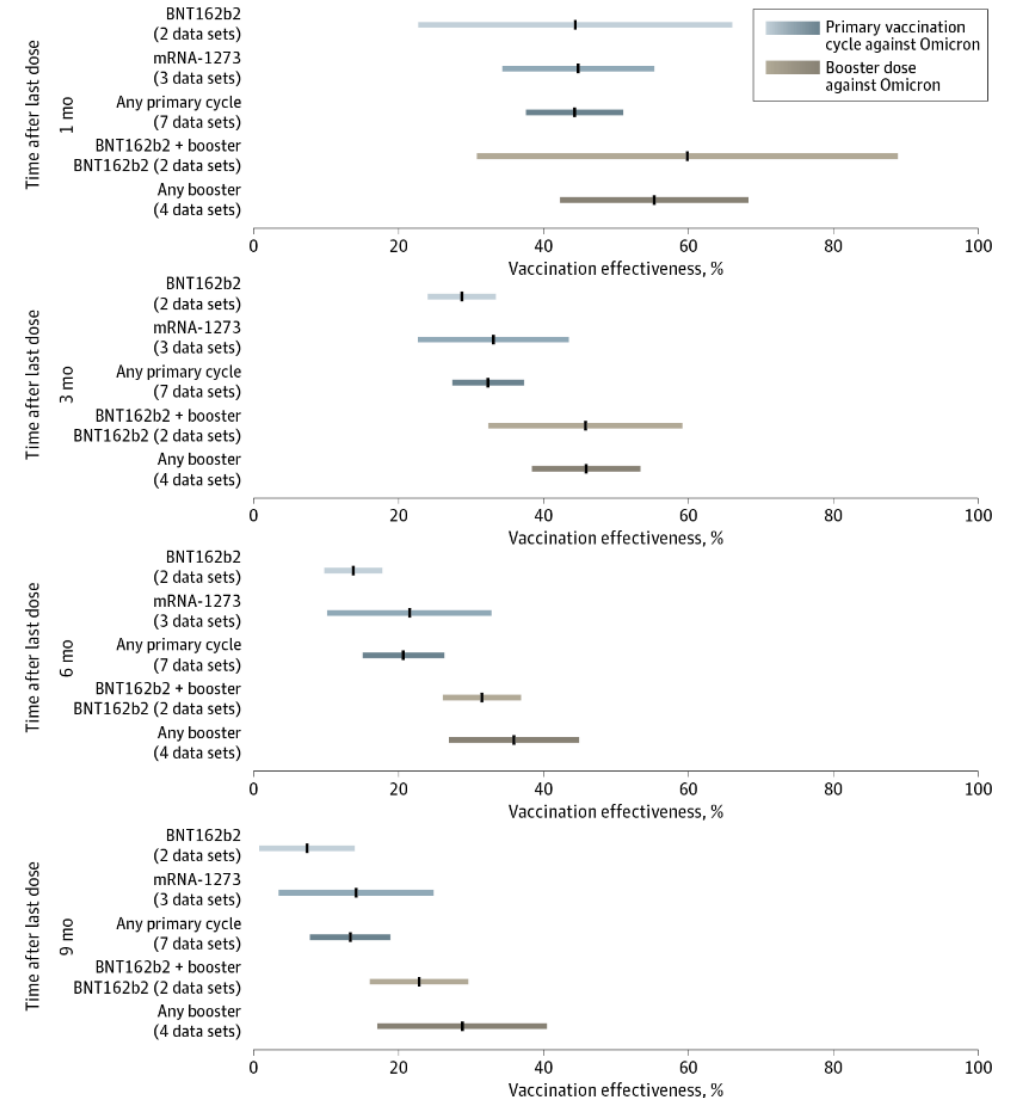 BNT162b2
(2 data sets)
mRNA-1273
(3 data sets)
Any primary cycle
(7 data sets)
BNT162b2 + booster
BNT162b2 (2 data sets)
Any booster
(4 data sets)
Time after last dose
1 mo
Primary vaccination
cycle against Omicron
Booster dose
against Omicron
0 20 40 60 80 100
Vaccination effectiveness, %
BNT162b2
(2 data sets)
mRNA-1273
(3 data sets)
Any primary cycle
(7 data sets)
BNT162b2 + booster
BNT162b2 (2 data sets)
Any booster
(4 data sets)
Time after last dose
3 mo
0 20 40 60 80 100
Vaccination effectiveness, %
BNT162b2
(2 data sets)
mRNA-1273
(3 data sets)
Any primary cycle
(7 data sets)
BNT162b2 + booster
BNT162b2 (2 data sets)
Any booster
(4 data sets)
Time after last dose
6 mo
0 20 40 60 80 100
Vaccination effectiveness, %
BNT162b2
(2 data sets)
mRNA-1273
(3 data sets)
Any primary cycle
(7 data sets)
BNT162b2 + booster
BNT162b2 (2 data sets)
Any booster
(4 data sets)
Time after last dose
9 mo
0 20 40 60 80 100
Vaccination effectiveness, %